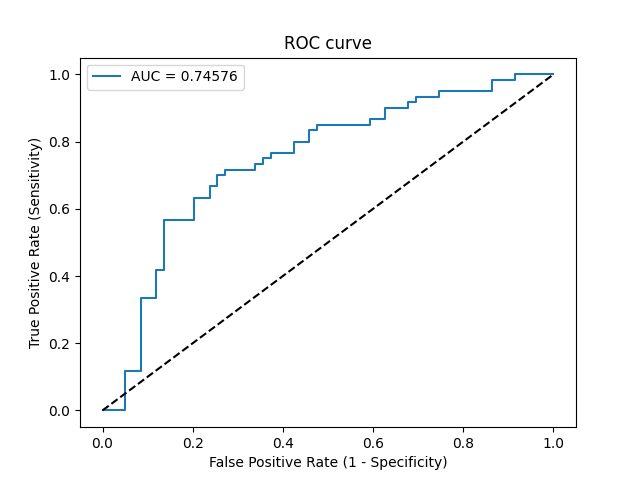 ROC curve
AUC = 0.74576
1.0
0.8
0.6
0.4
0.2
0.0
True Positive Rate (Sensitivity)
0.0 0.2 0.4 0.6 0.8 1.0
False Positive Rate (1 - Specificity)